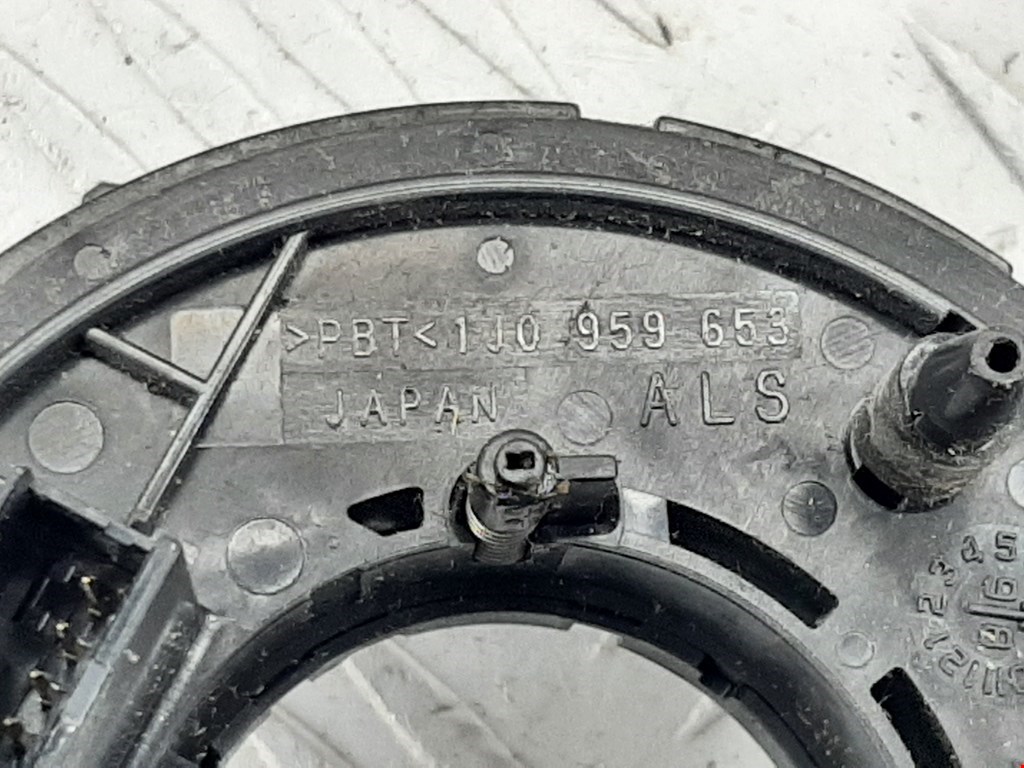 >PBT< 1J0 959 653
JAPAN ALS